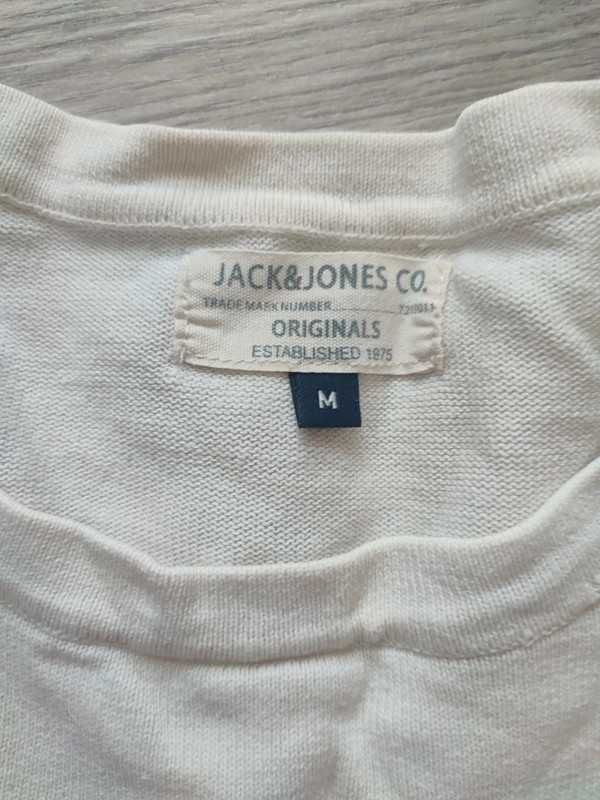 JACK&JONES CO.
TRADE MARK NUMBER
ORIGINALS
ESTABLISHED 1975
M